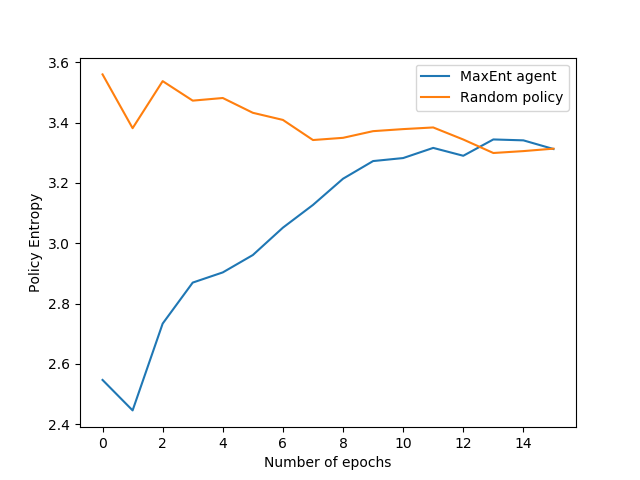 3.6
3.4
3.2
3.0
2.8
2.6
2.4
Policy Entropy
MaxEnt agent
Random policy
0 2 4 6 8 10 12 14
Number of epochs